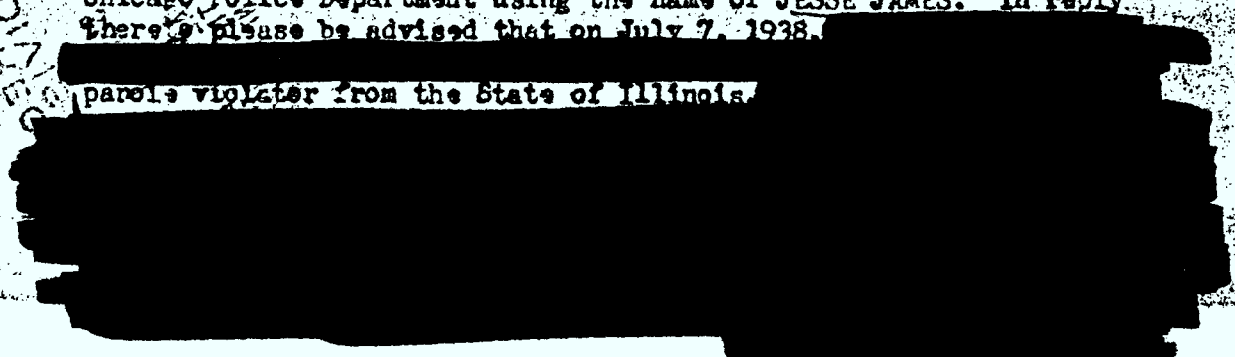 Chicago Police Department using the name of JESSE JAMES. In reply
thereto please be advised that on July 7, 1938,
parole violator from the State of Illinois.